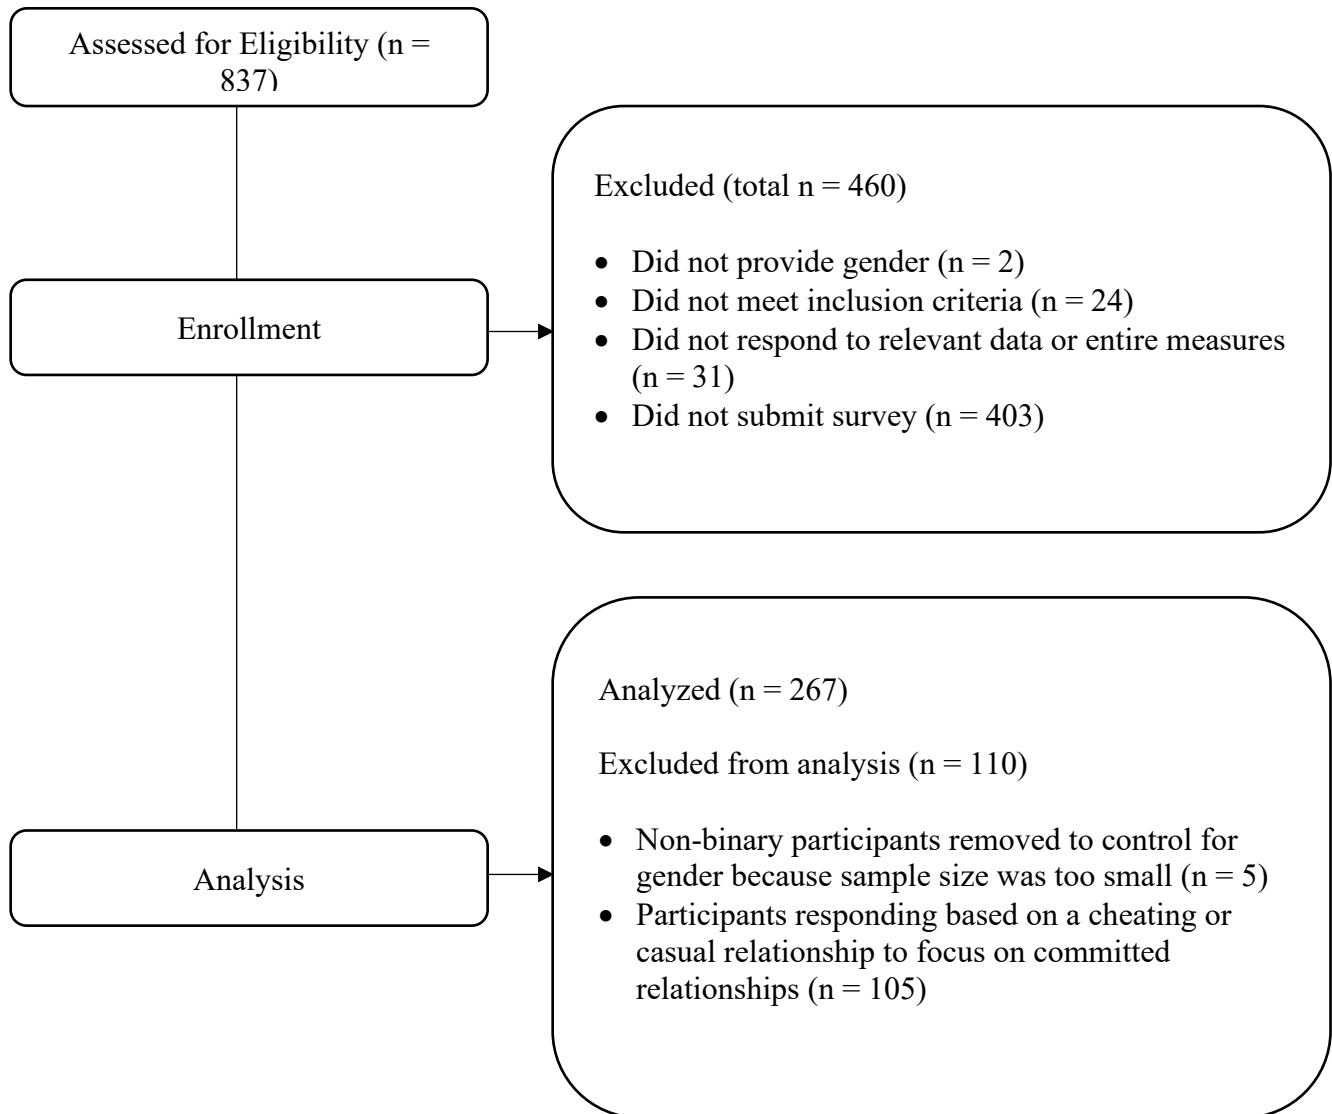 Assessed for Eligibility (n =
837)
Excluded (total n = 460)
• Did not provide gender (n = 2)
• Did not meet inclusion criteria (n = 24)
• Did not respond to relevant data or entire measures
(n = 31)
• Did not submit survey (n = 403)
Enrollment
Analyzed (n = 267)
Excluded from analysis (n = 110)
• Non-binary participants removed to control for
gender because sample size was too small (n = 5)
• Participants responding based on a cheating or
casual relationship to focus on committed
relationships (n = 105)
Analysis